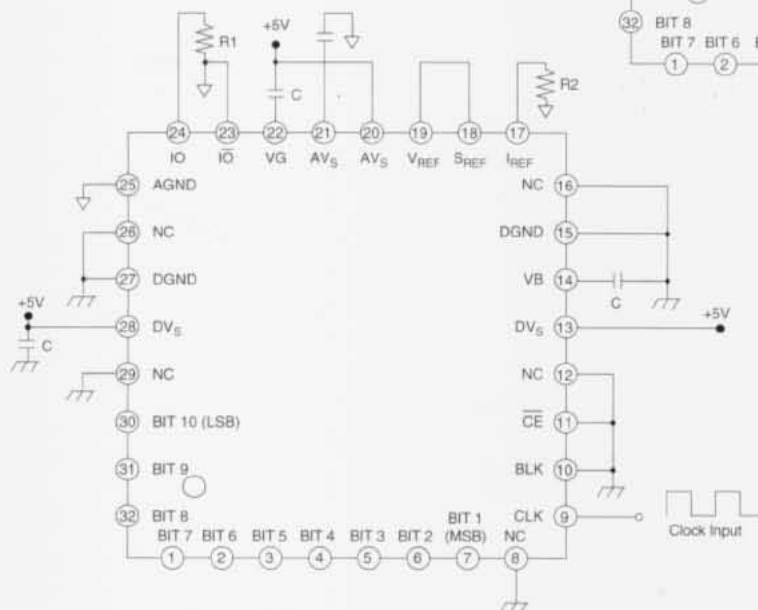 32 BIT 8
BIT 7 BIT 6
1 2
R1
+5V
C
R2
24 23 22 21 20 19 18 17
IO IO VG AVS AVS VREF SREF IREF
25 AGND
NC 16
26 NC
DGND 15
27 DGND
VB 14
C
+5V
28 DVS
C
DVS 13
+5V
29 NC
NC 12
30 BIT 10 (LSB)
CE 11
31 BIT 9
BLK 10
32 BIT 8
CLK 9
Clock Input
BIT 7 BIT 6 BIT 5 BIT 4 BIT 3 BIT 2 BIT 1 (MSB) NC
1 2 3 4 5 6 7 8